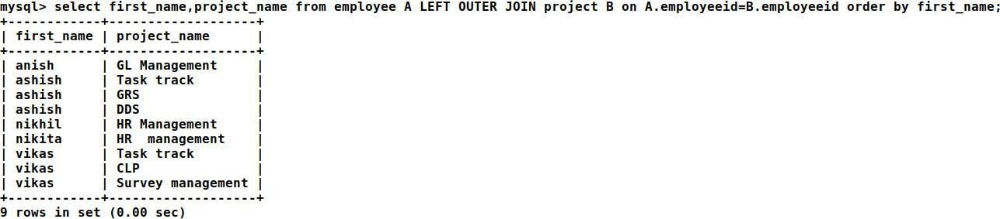 mysql> select first_name,project_name from employee A LEFT OUTER JOIN project B on A.employeeid=B.employeeid order by first_name;
+------------+-------------------+
| first_name | project_name      |
+------------+-------------------+
| anish      | GL Management     |
| ashish     | Task track        |
| ashish     | GRS               |
| ashish     | DDS               |
| nikhil     | HR Management     |
| nikita     | HR  management    |
| vikas      | Task track        |
| vikas      | CLP               |
| vikas      | Survey management |
+------------+-------------------+
9 rows in set (0.00 sec)